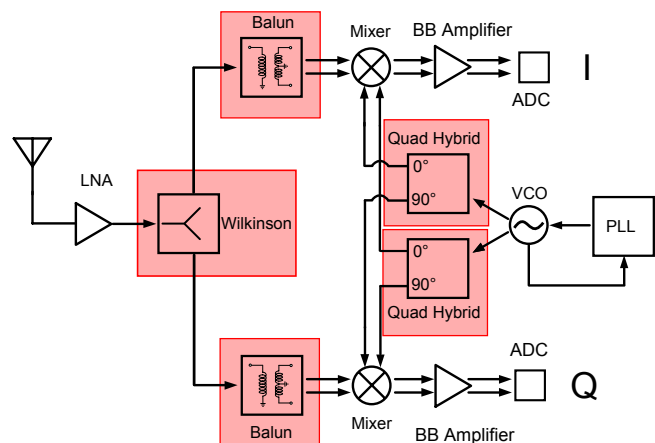 Balun
Mixer
BB Amplifier
ADC
I
LNA
Wilkinson
Quad Hybrid
0°
90°
VCO
PLL
0°
90°
Quad Hybrid
Balun
Mixer
BB Amplifier
ADC
Q